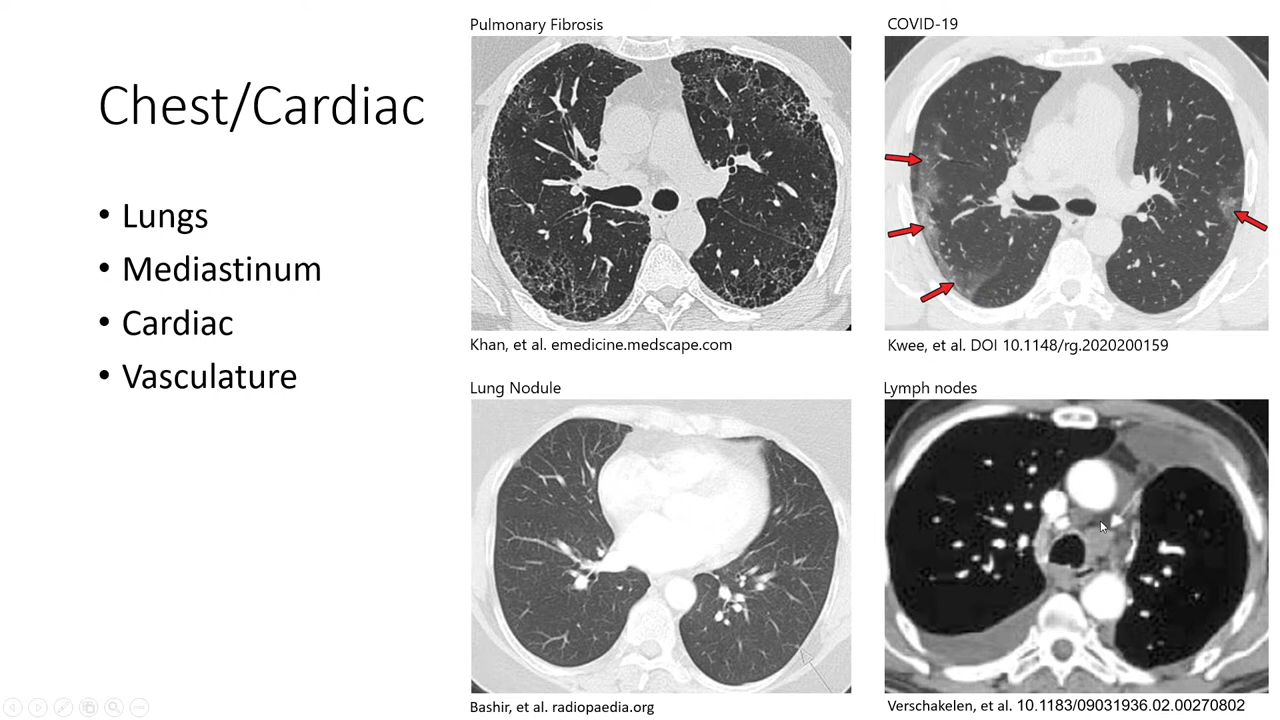 Chest/Cardiac
• Lungs
• Mediastinum
• Cardiac
• Vasculature
Pulmonary Fibrosis
Khan, et al. emedicine.medscape.com
COVID-19
Kwee, et al. DOI 10.1148/rg.2020200159
Lung Nodule
Bashir, et al. radiopaedia.org
Lymph nodes
Verschakelen, et al. 10.1183/09031936.02.00270802